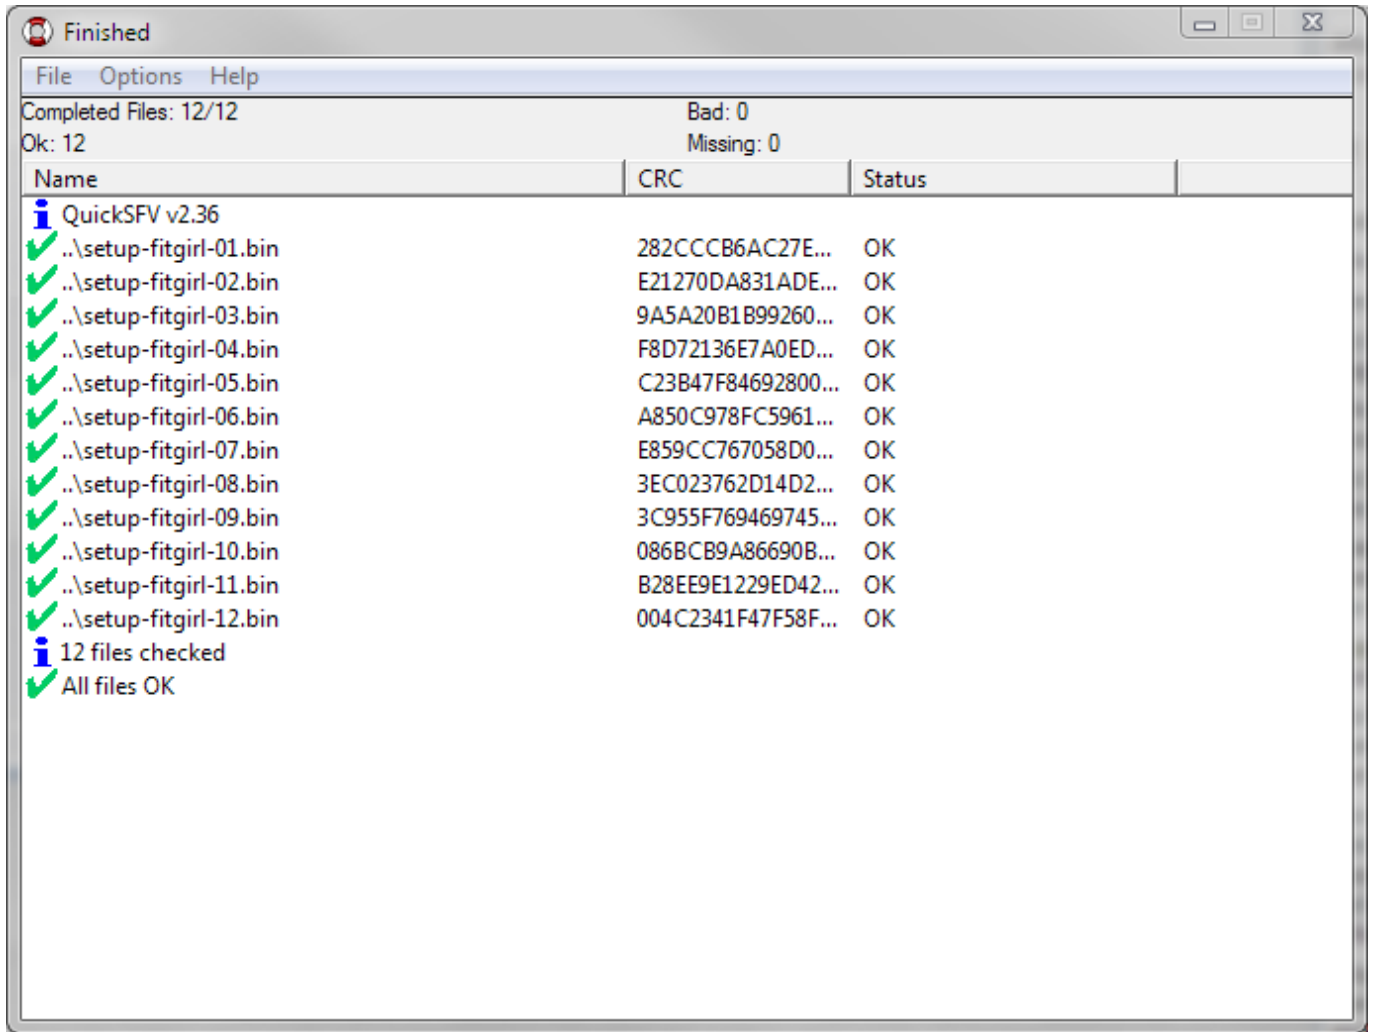 Finished
File Options Help
Completed Files: 12/12 Bad: 0
Ok: 12 Missing: 0
Name CRC Status
QuickSFV v2.36
..\setup-fitgirl-01.bin 282CCCB6AC27E... OK
..\setup-fitgirl-02.bin E21270DA831ADE... OK
..\setup-fitgirl-03.bin 9A5A20B1B99260... OK
..\setup-fitgirl-04.bin F8D72136E7A0ED... OK
..\setup-fitgirl-05.bin C23B47F84692800... OK
..\setup-fitgirl-06.bin A850C978FC5961... OK
..\setup-fitgirl-07.bin E859CC767058D0... OK
..\setup-fitgirl-08.bin 3EC023762D14D2... OK
..\setup-fitgirl-09.bin 3C955F769469745... OK
..\setup-fitgirl-10.bin 086BCB9A86690B... OK
..\setup-fitgirl-11.bin B28EE9E1229ED42... OK
..\setup-fitgirl-12.bin 004C2341F47F58F... OK
12 files checked
All files OK